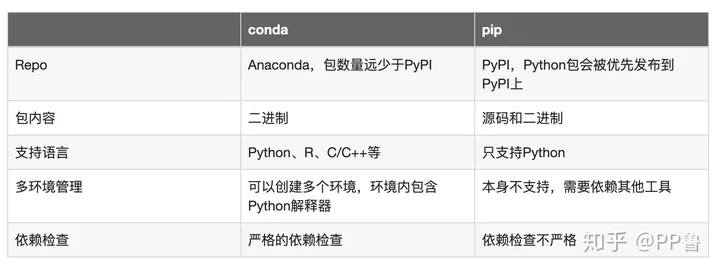 conda
pip
Repo
Anaconda，包数量远少于PyPI
PyPI，Python包会被优先发布到
PyPI上
包内容
二进制
源码和二进制
支持语言
Python、R、C/C++等
只支持Python
多环境管理
可以创建多个环境，环境内包含
Python解释器
本身不支持，需要依赖其他工具
依赖检查
严格的依赖检查
依赖检查不严格
知乎 @PP鲁